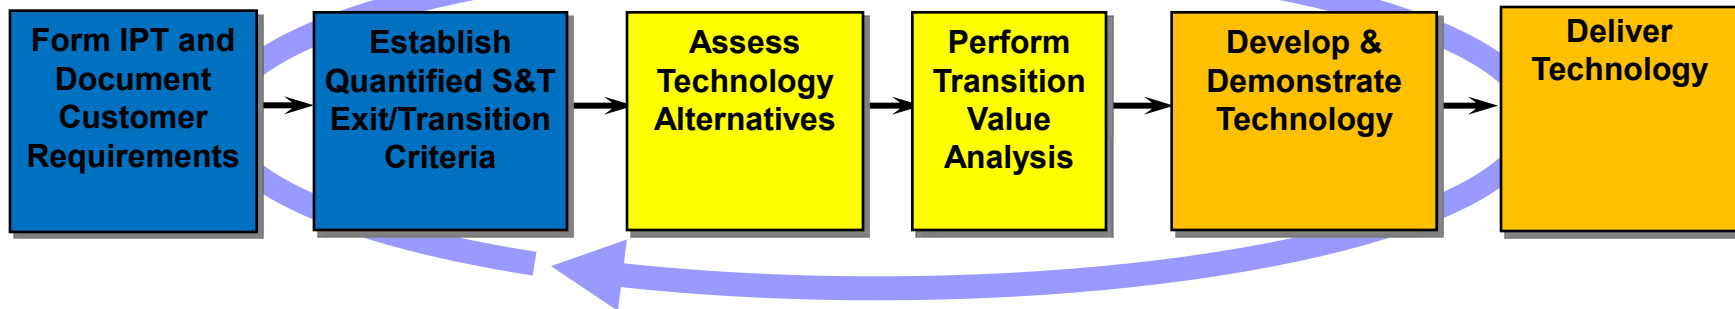 Form IPT and
Document
Customer
Requirements
Establish
Quantified S&T
Exit/Transition
Criteria
Assess
Technology
Alternatives
Perform
Transition
Value
Analysis
Develop &
Demonstrate
Technology
Deliver
Technology